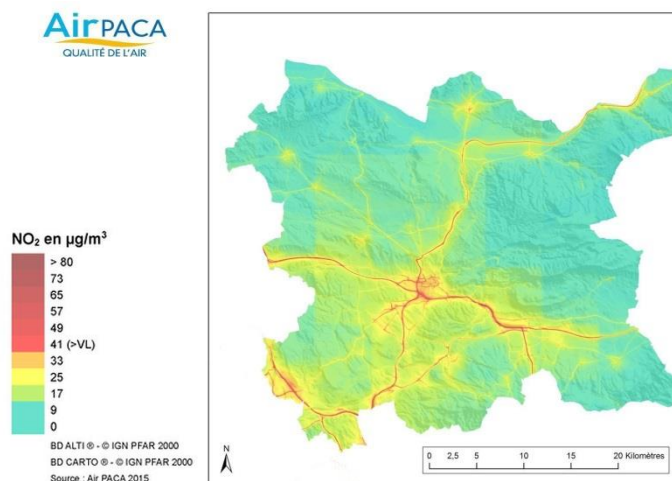 AirPACA
QUALITÉ DE L'AIR
NO₂ en µg/m³
> 80
73
65
57
49
41 (>VL)
33
25
17
9
0
BD ALTI ® - © IGN PFAR 2000
BD CARTO ® - © IGN PFAR 2000
Source : Air PACA 2015
N
0 2,5 5 10 15 20 Kilomètres